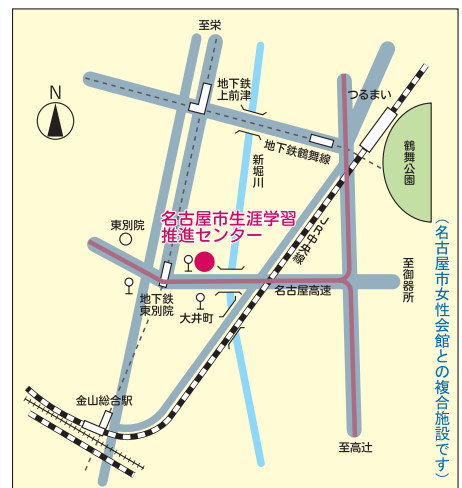 至栄
N
地下鉄
上前津
つるまい
地下鉄鶴舞線
鶴舞公園
新堀川
名古屋市生涯学習
推進センター
東別院
JR中央線
至御器所
地下鉄
東別院
大井町
名古屋高速
（名古屋市女性会館との複合施設です）
金山総合駅
至高辻